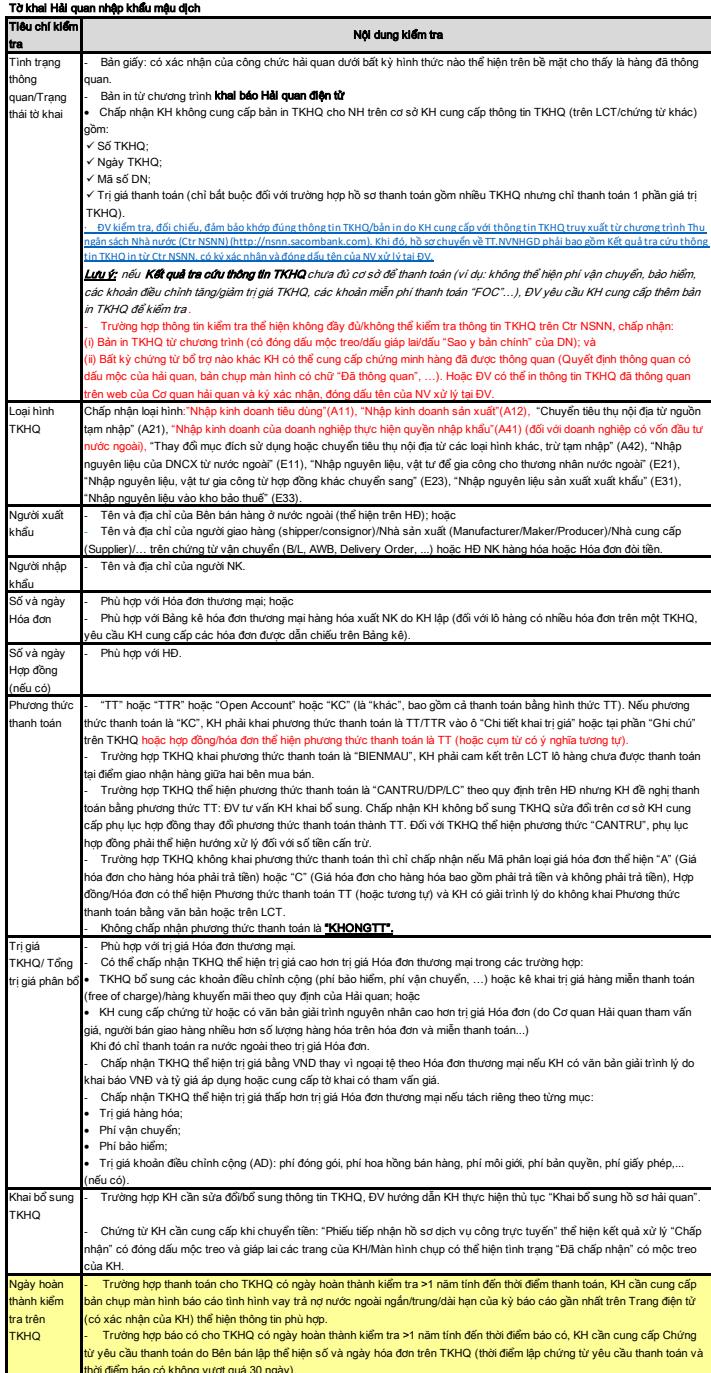 Tờ khai Hải quan nhập khẩu mậu dịch
Tiêu chí kiểm tra
Nội dung kiểm tra
Tình trạng thông quan/Trạng thái tờ khai
- Bản giấy: có xác nhận của công chức hải quan dưới bất kỳ hình thức nào thể hiện trên bề mặt cho thấy là hàng đã thông
quan.
- Bản in từ chương trình khai báo Hải quan điện tử
• Chấp nhận KH không cung cấp bản in TKHQ cho NH trên cơ sở KH cung cấp thông tin TKHQ (trên LCT/chứng từ khác)
gồm:
✓ Số TKHQ;
✓ Ngày TKHQ;
✓ Mã số DN;
✓ Trị giá thanh toán (chỉ bắt buộc đối với trường hợp hồ sơ thanh toán gồm nhiều TKHQ nhưng chỉ thanh toán 1 phần giá trị
TKHQ).
- ĐV kiểm tra, đối chiếu, đảm bảo khớp đúng thông tin TKHQ/bản in do KH cung cấp với thông tin TKHQ truy xuất từ chương trình Thu
ngân sách Nhà nước (Ctr NSNN) (http://nsnn.sacombank.com). Khi đó, hồ sơ chuyển về TT.NVNHGD phải bao gồm Kết quả tra cứu thông
tin TKHQ in từ Ctr NSNN, có ký xác nhận và đóng dấu tên của NV xử lý tại ĐV.
Lưu ý: nếu Kết quả tra cứu thông tin TKHQ chưa đủ cơ sở để thanh toán (ví dụ: không thể hiện phí vận chuyển, bảo hiểm,
các khoản điều chỉnh tăng/giảm trị giá TKHQ, các khoản miễn phí thanh toán "FOC"…), ĐV yêu cầu KH cung cấp thêm bản
in TKHQ để kiểm tra.
- Trường hợp thông tin kiểm tra thể hiện không đầy đủ/không thể kiểm tra thông tin TKHQ trên Ctr NSNN, chấp nhận:
(i) Bản in TKHQ từ chương trình (có đóng dấu mộc treo/dấu giáp lai/dấu "Sao y bản chính" của DN); và
(ii) Bất kỳ chứng từ bổ trợ nào khác KH có thể cung cấp chứng minh hàng đã được thông quan (Quyết định thông quan có
dấu mộc của hải quan, bản chụp màn hình có chữ "Đã thông quan", …). Hoặc ĐV có thể in thông tin TKHQ đã thông quan
trên web của Cơ quan hải quan và ký xác nhận, đóng dấu tên của NV xử lý tại ĐV.
Loại hình TKHQ
Chấp nhận loại hình:"Nhập kinh doanh tiêu dùng"(A11), "Nhập kinh doanh sản xuất"(A12), "Chuyển tiêu thụ nội địa từ nguồn
tạm nhập" (A21), "Nhập kinh doanh của doanh nghiệp thực hiện quyền nhập khẩu"(A41) (đối với doanh nghiệp có vốn đầu tư
nước ngoài), "Thay đổi mục đích sử dụng hoặc chuyển tiêu thụ nội địa từ các loại hình khác, trừ tạm nhập" (A42), "Nhập
nguyên liệu của DNCX từ nước ngoài" (E11), "Nhập nguyên liệu, vật tư để gia công cho thương nhân nước ngoài" (E21),
"Nhập nguyên liệu, vật tư gia công từ hợp đồng khác chuyển sang" (E23), "Nhập nguyên liệu sản xuất xuất khẩu" (E31),
"Nhập nguyên liệu vào kho bảo thuế" (E33).
Người xuất khẩu
- Tên và địa chỉ của Bên bán hàng ở nước ngoài (thể hiện trên HĐ); hoặc
- Tên và địa chỉ của người giao hàng (shipper/consignor)/Nhà sản xuất (Manufacturer/Maker/Producer)/Nhà cung cấp
(Supplier)/… trên chứng từ vận chuyển (B/L, AWB, Delivery Order, ...) hoặc HĐ NK hàng hóa hoặc Hóa đơn đòi tiền.
Người nhập khẩu
- Tên và địa chỉ của người NK.
Số và ngày Hóa đơn
- Phù hợp với Hóa đơn thương mại; hoặc
- Phù hợp với Bảng kê hóa đơn thương mại hàng hóa xuất NK do KH lập (đối với lô hàng có nhiều hóa đơn trên một TKHQ,
yêu cầu KH cung cấp các hóa đơn được dẫn chiếu trên Bảng kê).
Số và ngày Hợp đồng (nếu có)
- Phù hợp với HĐ.
Phương thức thanh toán
- "TT" hoặc "TTR" hoặc "Open Account" hoặc "KC" (là "khác", bao gồm cả thanh toán bằng hình thức TT). Nếu phương
thức thanh toán là "KC", KH phải khai phương thức thanh toán là TT/TTR vào ô "Chi tiết khai trị giá" hoặc tại phần "Ghi chú"
trên TKHQ hoặc hợp đồng/hóa đơn thể hiện phương thức thanh toán là TT (hoặc cụm từ có ý nghĩa tương tự).
- Trường hợp TKHQ khai phương thức thanh toán là "BIENMAU", KH phải cam kết trên LCT lô hàng chưa được thanh toán
tại điểm giao nhận hàng giữa hai bên mua bán.
- Trường hợp TKHQ thể hiện phương thức thanh toán là "CANTRU/DP/LC" theo quy định trên HĐ nhưng KH đề nghị thanh
toán bằng phương thức TT: ĐV tư vấn KH khai bổ sung. Chấp nhận KH không bổ sung TKHQ sửa đổi trên cơ sở KH cung
cấp phụ lục hợp đồng thay đổi phương thức thanh toán thành TT. Đối với TKHQ thể hiện phương thức "CANTRU", phụ lục
hợp đồng phải thể hiện hướng xử lý đối với số tiền cấn trừ.
- Trường hợp TKHQ không khai phương thức thanh toán thì chỉ chấp nhận nếu Mã phân loại giá hóa đơn thể hiện "A" (Giá
hóa đơn cho hàng hóa phải trả tiền) hoặc "C" (Giá hóa đơn cho hàng hóa bao gồm phải trả tiền và không phải trả tiền), Hợp
đồng/Hóa đơn có thể hiện Phương thức thanh toán TT (hoặc tương tự) và KH có giải trình lý do không khai Phương thức
thanh toán bằng văn bản hoặc trên LCT.
- Không chấp nhận phương thức thanh toán là "KHONGTT".
Trị giá TKHQ/ Tổng trị giá phân bổ
- Phù hợp với trị giá Hóa đơn thương mại.
- Có thể chấp nhận TKHQ thể hiện trị giá cao hơn trị giá Hóa đơn thương mại trong các trường hợp:
• TKHQ bổ sung các khoản điều chỉnh cộng (phí bảo hiểm, phí vận chuyển, …) hoặc kê khai trị giá hàng miễn thanh toán
(free of charge)/hàng khuyến mãi theo quy định của Hải quan; hoặc
• KH cung cấp chứng từ hoặc có văn bản giải trình nguyên nhân cao hơn trị giá Hóa đơn (do Cơ quan Hải quan tham vấn
giá, người bán giao hàng nhiều hơn số lượng hàng hóa trên hóa đơn và miễn thanh toán...)
Khi đó chỉ thanh toán ra nước ngoài theo trị giá Hóa đơn.
- Chấp nhận TKHQ thể hiện trị giá bằng VND thay vì ngoại tệ theo Hóa đơn thương mại nếu KH có văn bản giải trình lý do
khai báo VNĐ và tỷ giá áp dụng hoặc cung cấp tờ khai có tham vấn giá.
- Chấp nhận TKHQ thể hiện trị giá thấp hơn trị giá Hóa đơn thương mại nếu tách riêng theo từng mục:
• Trị giá hàng hóa;
• Phí vận chuyển;
• Phí bảo hiểm;
• Trị giá khoản điều chỉnh cộng (AD): phí đóng gói, phí hoa hồng bán hàng, phí môi giới, phí bản quyền, phí giấy phép,...
(nếu có).
Khai bổ sung TKHQ
- Trường hợp KH cần sửa đổi/bổ sung thông tin TKHQ, ĐV hướng dẫn KH thực hiện thủ tục "Khai bổ sung hồ sơ hải quan".
- Chứng từ KH cần cung cấp khi chuyển tiền: "Phiếu tiếp nhận hồ sơ dịch vụ công trực tuyến" thể hiện kết quả xử lý "Chấp
nhận" có đóng dấu mộc treo và giáp lai các trang của KH/Màn hình chụp có thể hiện tình trạng "Đã chấp nhận" có mộc treo
của KH.
Ngày hoàn thành kiểm tra trên TKHQ
- Trường hợp thanh toán cho TKHQ có ngày hoàn thành kiểm tra >1 năm tính đến thời điểm thanh toán, KH cần cung cấp
bản chụp màn hình báo cáo tình hình vay trả nợ nước ngoài ngắn/trung/dài hạn của kỳ báo cáo gần nhất trên Trang điện tử
(có xác nhận của KH) thể hiện thông tin phù hợp.
- Trường hợp báo có cho TKHQ có ngày hoàn thành kiểm tra >1 năm tính đến thời điểm báo có, KH cần cung cấp Chứng
từ yêu cầu thanh toán do Bên bán lập thể hiện số và ngày hóa đơn trên TKHQ (thời điểm lập chứng từ yêu cầu thanh toán và
thời điểm báo có không vượt quá 30 ngày)